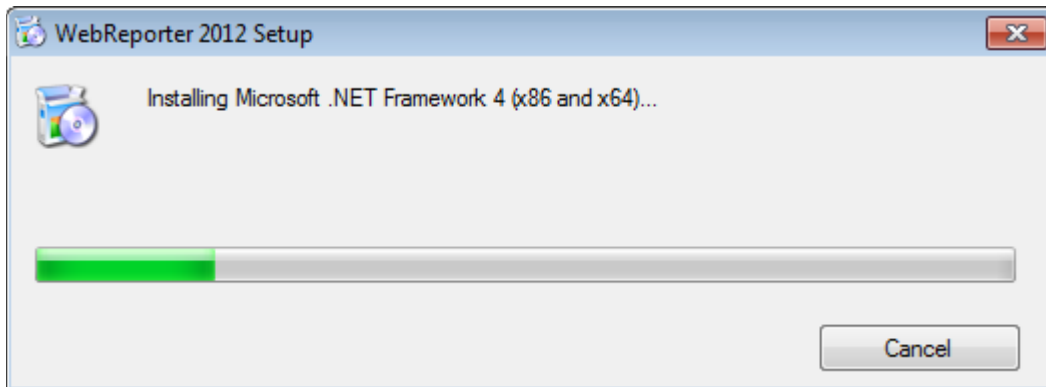 WebReporter 2012 Setup
Installing Microsoft .NET Framework 4 (x86 and x64)...
Cancel